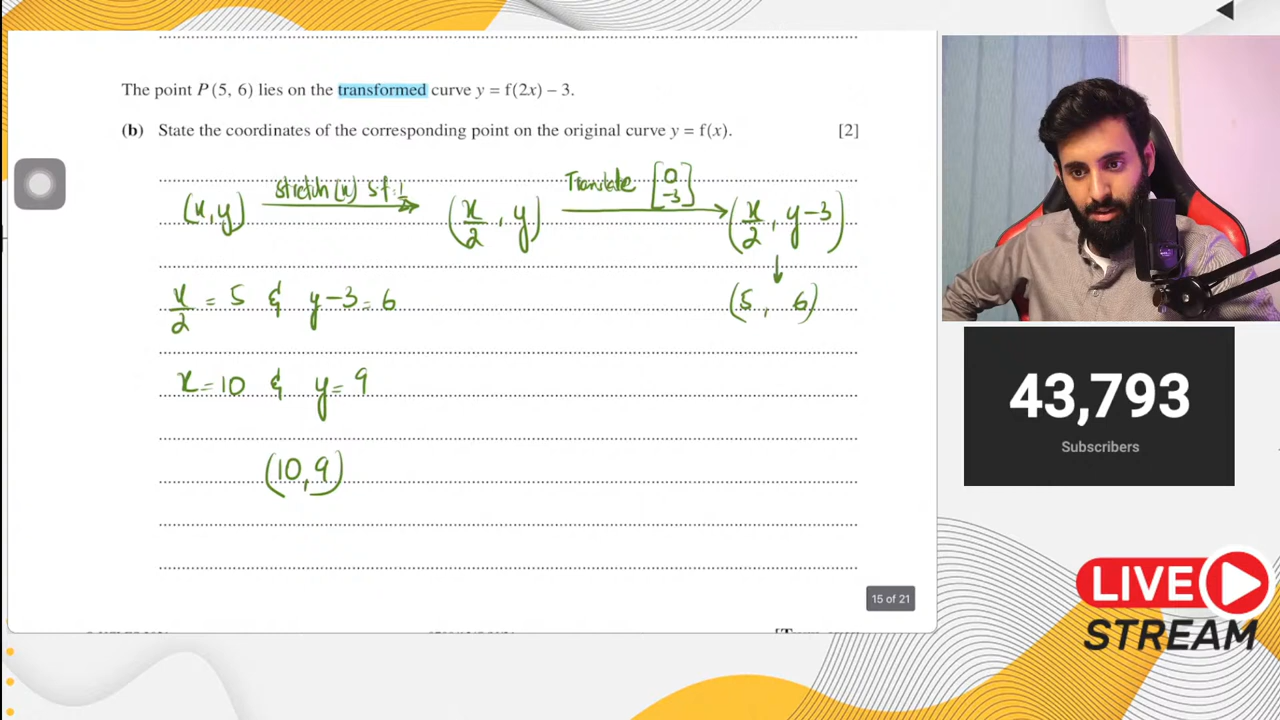 The point P (5, 6) lies on the transformed curve y = f(2x) − 3.
(b) State the coordinates of the corresponding point on the original curve y = f(x). [2]
(x, y) stretch (x) s.f. 1/2 (x/2, y) Translate [0 -3] (x/2, y-3)
x/2 = 5 & y-3 = 6 (5, 6)
x = 10 & y = 9
(10, 9)
15 of 21
43,793
Subscribers
LIVE
STREAM